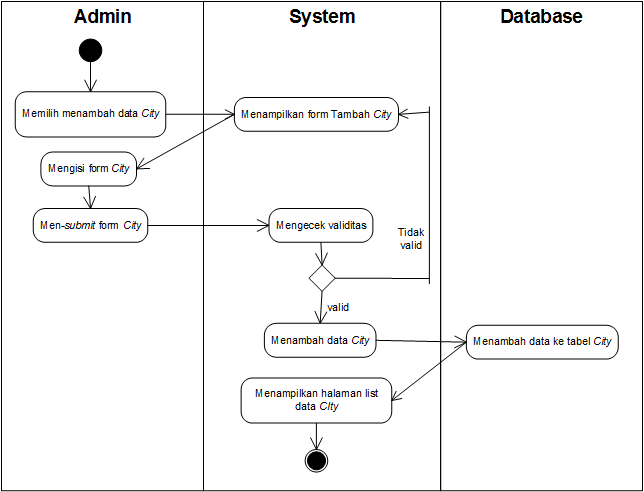 Admin
System
Database
Memilih menambah data City
Menampilkan form Tambah City
Mengisi form City
Men-submit form City
Mengecek validitas
Tidak
valid
valid
Menambah data City
Menambah data ke tabel City
Menampilkan halaman list
data CIty